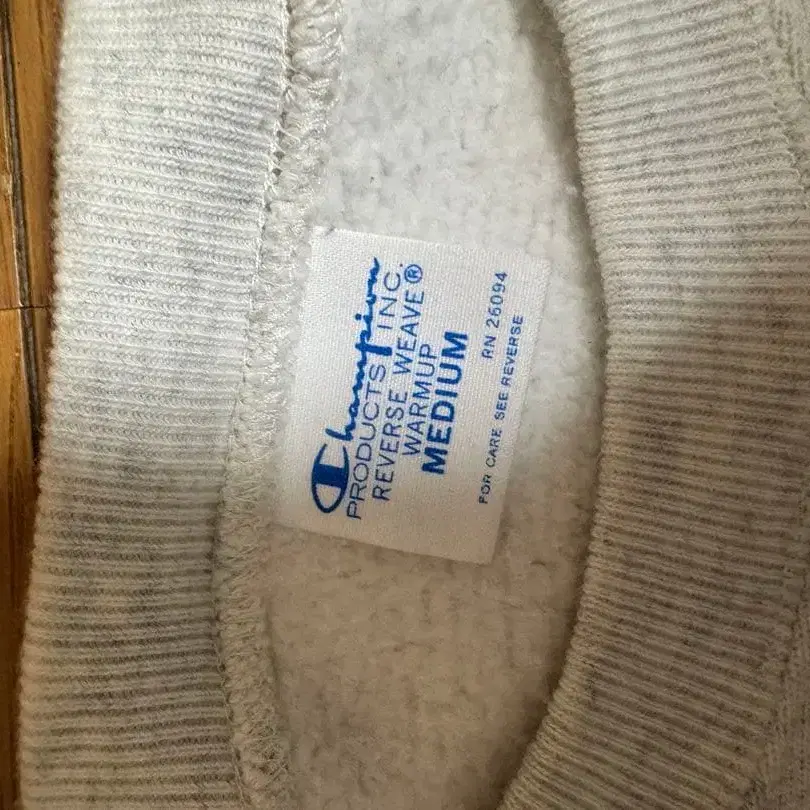 Champion
PRODUCTS INC.
REVERSE WEAVE®
WARMUP
MEDIUM
RN 26094
FOR CARE SEE REVERSE